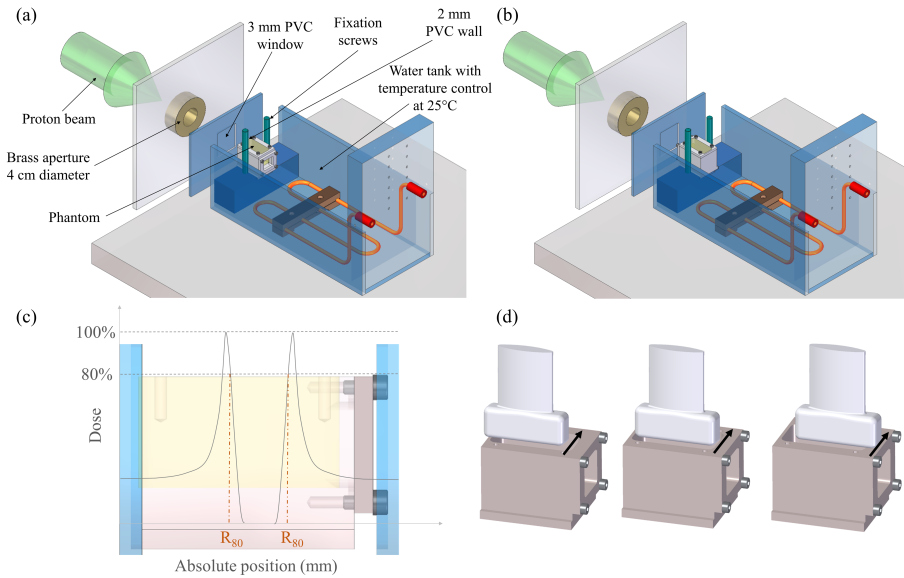 (a)
3 mm PVC
window
Fixation
screws
2 mm
PVC wall
Water tank with
temperature control
at 25°C
Proton beam
Brass aperture
4 cm diameter
Phantom
(b)
(c)
100%
80%
Dose
R80
R80
Absolute position (mm)
(d)